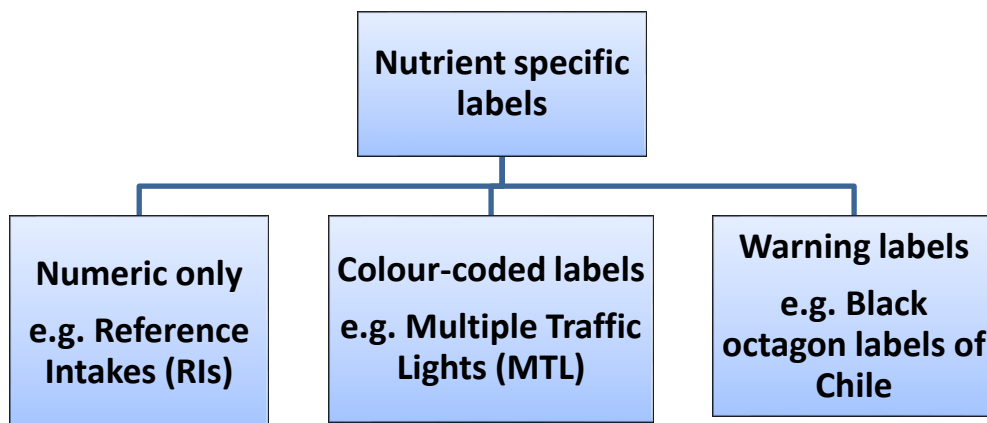 Nutrient specific
labels
Numeric only
e.g. Reference
Intakes (RIs)
Colour-coded labels
e.g. Multiple Traffic
Lights (MTL)
Warning labels
e.g. Black
octagon labels of
Chile